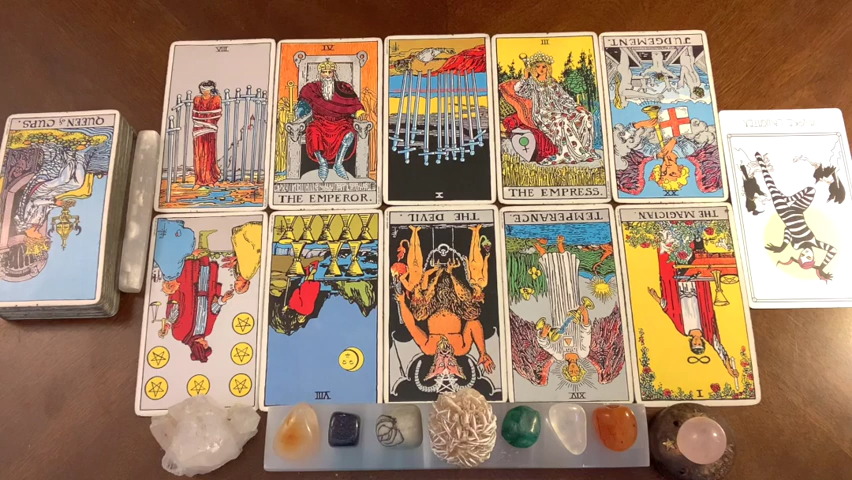 VIII
IV
THE EMPEROR.
X
III
THE EMPRESS.
JUDGEMENT.
QUEEN of CUPS.
VIII
THE DEVIL.
TEMPERANCE.
XIV
THE MAGICIAN.
I